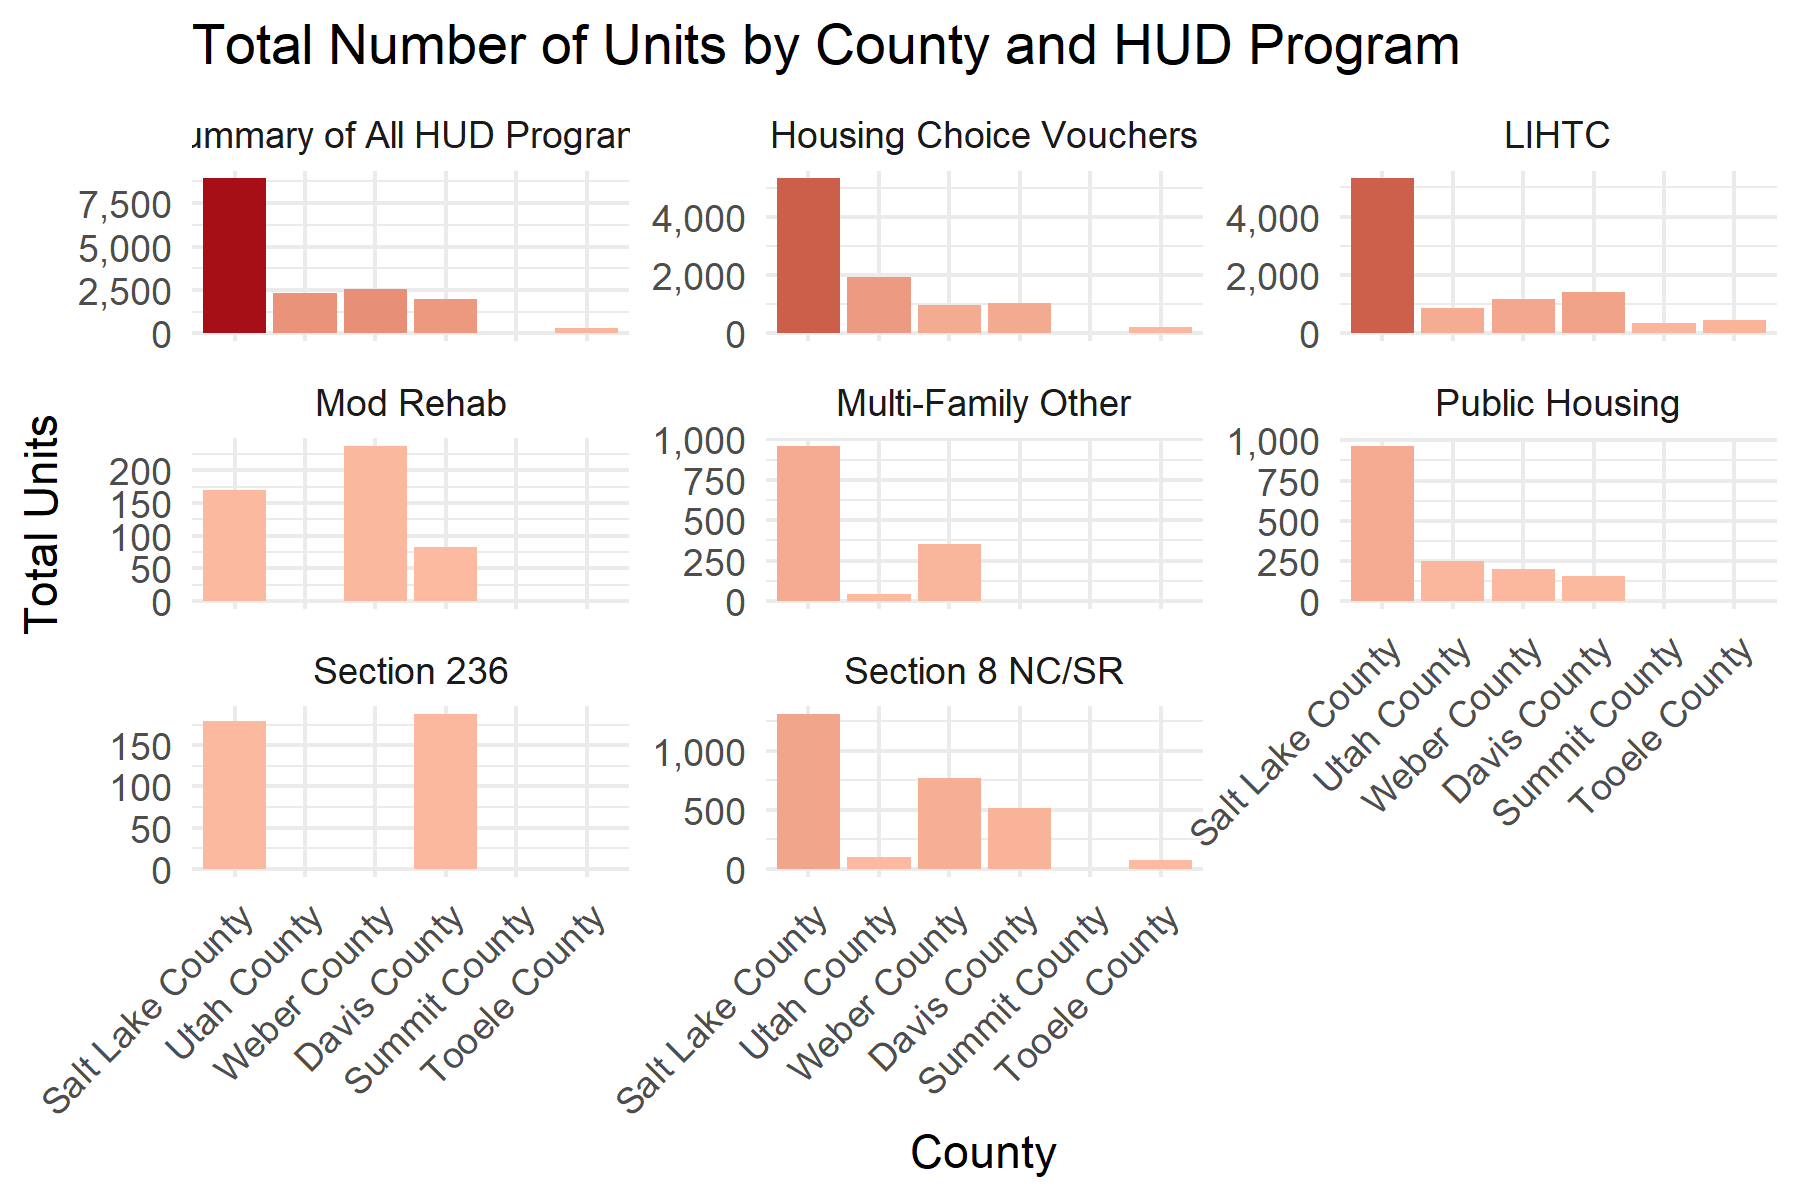 Total Number of Units by County and HUD Program
ummary of All HUD Program
Housing Choice Vouchers
LIHTC
7,500
5,000
2,500
0
4,000
2,000
0
4,000
2,000
0
Mod Rehab
Multi-Family Other
Public Housing
200
150
100
50
0
1,000
750
500
250
0
1,000
750
500
250
0
Total Units
Section 236
Section 8 NC/SR
150
100
50
0
1,000
500
0
Salt Lake County
Utah County
Weber County
Davis County
Summit County
Tooele County
Salt Lake County
Utah County
Weber County
Davis County
Summit County
Tooele County
Salt Lake County
Utah County
Weber County
Davis County
Summit County
Tooele County
County